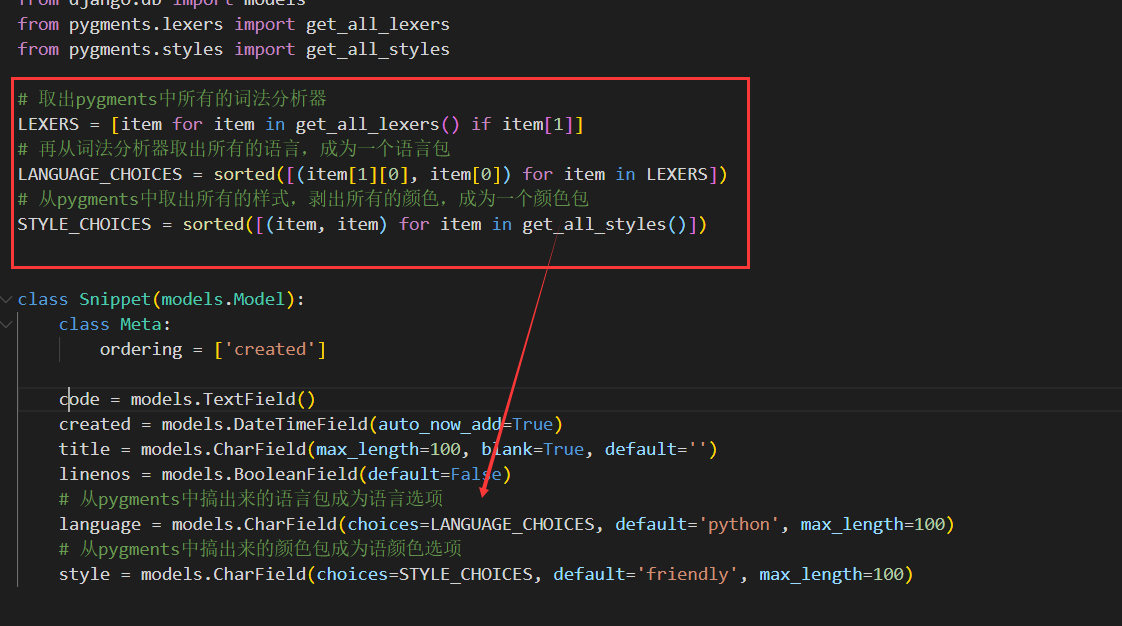 from django.db import models
from pygments.lexers import get_all_lexers
from pygments.styles import get_all_styles
# 取出pygments中所有的词法分析器
LEXERS = [item for item in get_all_lexers() if item[1]]
# 再从词法分析器取出所有的语言，成为一个语言包
LANGUAGE_CHOICES = sorted([(item[1][0], item[0]) for item in LEXERS])
# 从pygments中取出所有的样式，剥出所有的颜色，成为一个颜色包
STYLE_CHOICES = sorted([(item, item) for item in get_all_styles()])
class Snippet(models.Model):
class Meta:
ordering = ['created']
code = models.TextField()
created = models.DateTimeField(auto_now_add=True)
title = models.CharField(max_length=100, blank=True, default='')
linenos = models.BooleanField(default=False)
# 从pygments中搞出来的语言包成为语言选项
language = models.CharField(choices=LANGUAGE_CHOICES, default='python', max_length=100)
# 从pygments中搞出来的颜色包成为语颜色选项
style = models.CharField(choices=STYLE_CHOICES, default='friendly', max_length=100)